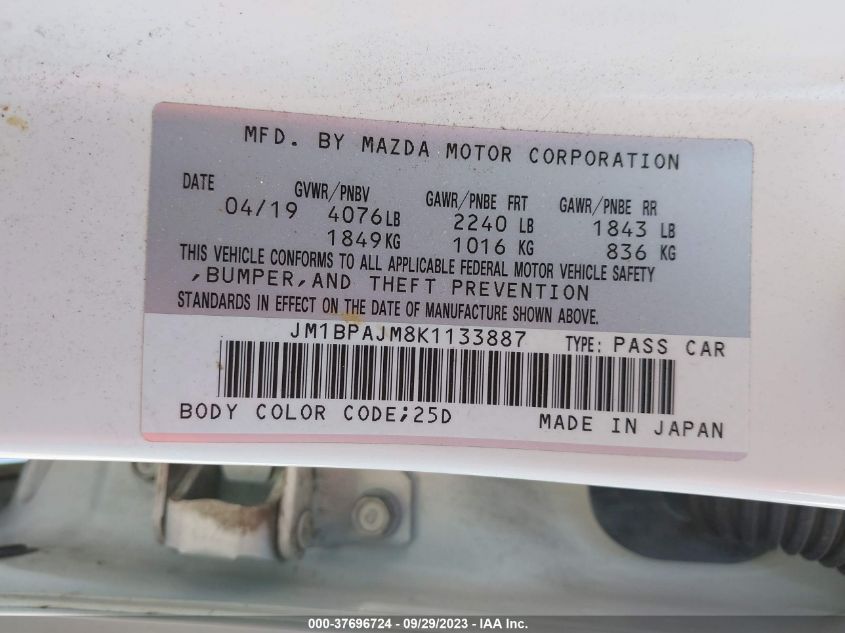 MFD. BY MAZDA MOTOR CORPORATION
DATE GVWR/PNBV GAWR/PNBE FRT GAWR/PNBE RR
04/19 4076LB 2240 LB 1843 LB
1849KG 1016 KG 836 KG
THIS VEHICLE CONFORMS TO ALL APPLICABLE FEDERAL MOTOR VEHICLE SAFETY
,BUMPER,AND THEFT PREVENTION
STANDARDS IN EFFECT ON THE DATE OF MANUFACTURE SHOWN ABOVE.
JM1BPAJM8K1133887 TYPE: PASS CAR
BODY COLOR CODE;25D MADE IN JAPAN
000-37696724 | 09/29/2023 | IAA Inc.